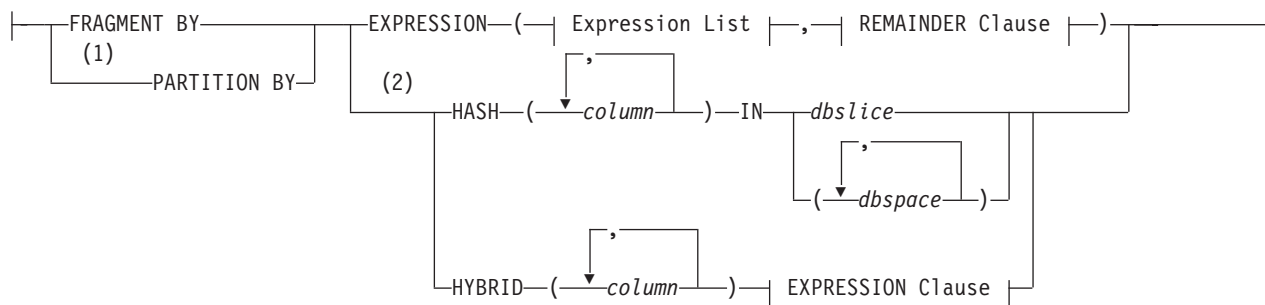 FRAGMENT BY EXPRESSION ( Expression List , REMAINDER Clause )
(1)
PARTITION BY (2)
,
HASH ( column ) IN dbslice
,
( dbspace )
,
HYBRID ( column ) EXPRESSION Clause